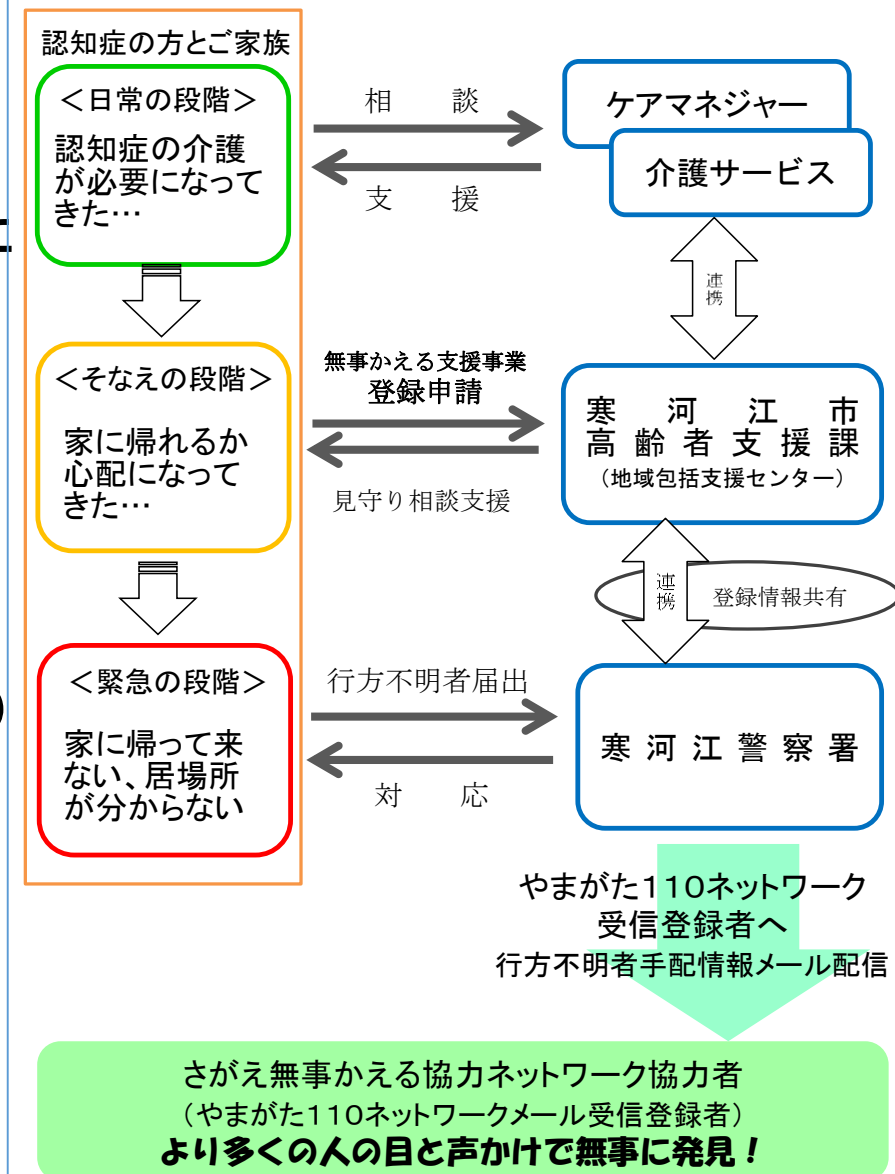 認知症の方とご家族
＜日常の段階＞
認知症の介護
が必要になって
きた…
相　談
支　援
ケアマネジャー
介護サービス
連携
＜そなえの段階＞
家に帰れるか
心配になって
きた…
無事かえる支援事業
登録申請
見守り相談支援
寒河江市
高齢者支援課
（地域包括支援センター）
連携
登録情報共有
＜緊急の段階＞
家に帰って来
ない、居場所
が分からない
行方不明者届出
対　応
寒河江警察署
やまがた１１０ネットワーク
受信登録者へ
行方不明者手配情報メール配信
さがえ無事かえる協力ネットワーク協力者
（やまがた１１０ネットワークメール受信登録者）
より多くの人の目と声かけで無事に発見！